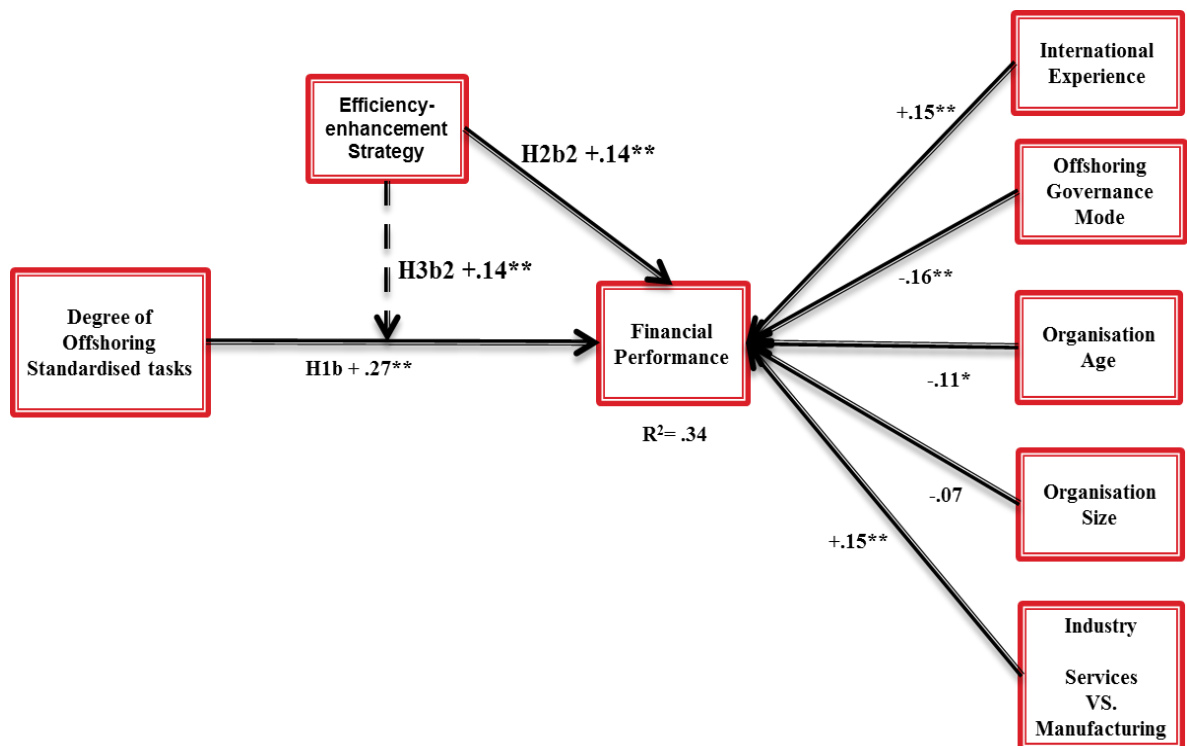 International
Experience
Efficiency-
enhancement
Strategy
+.15**
H2b2 +.14**
Offshoring
Governance
Mode
H3b2 +.14**
-.16**
Degree of
Offshoring
Standardised tasks
H1b + .27**
Financial
Performance
R²= .34
Organisation
Age
-.11*
-.07
Organisation
Size
+.15**
Industry
Services
VS.
Manufacturing